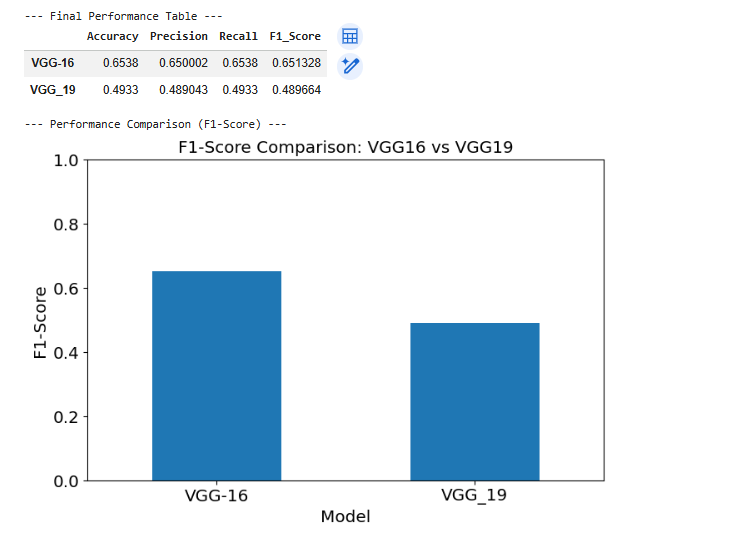 --- Final Performance Table ---
Accuracy Precision Recall F1_Score
VGG-16 0.6538 0.650002 0.6538 0.651328
VGG_19 0.4933 0.489043 0.4933 0.489664
--- Performance Comparison (F1-Score) ---
F1-Score Comparison: VGG16 vs VGG19
1.0
0.8
0.6
0.4
0.2
0.0
F1-Score
VGG-16 VGG_19
Model